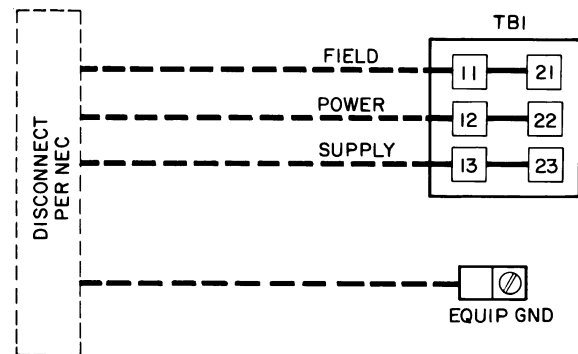 TB1
FIELD
11 21
POWER
12 22
SUPPLY
13 23
DISCONNECT
PER NEC
EQUIP GND